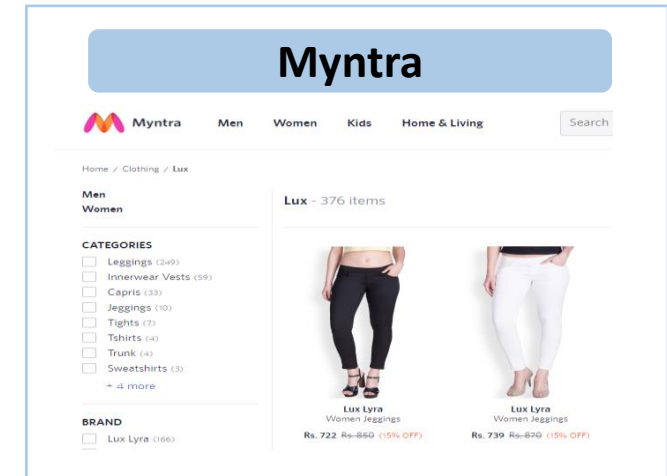 Myntra
Myntra Men Women Kids Home & Living Search
Home / Clothing / Lux
Men
Women
Lux - 376 items
CATEGORIES
Leggings (249)
Innerwear Vests (59)
Capris (33)
Jeggings (10)
Tights (7)
Tshirts (4)
Trunk (4)
Sweatshirts (3)
+ 4 more
BRAND
Lux Lyra (166)
Lux Lyra
Women Jeggings
Rs. 722 Rs. 850 (15% OFF)
Lux Lyra
Women Jeggings
Rs. 739 Rs. 870 (15% OFF)